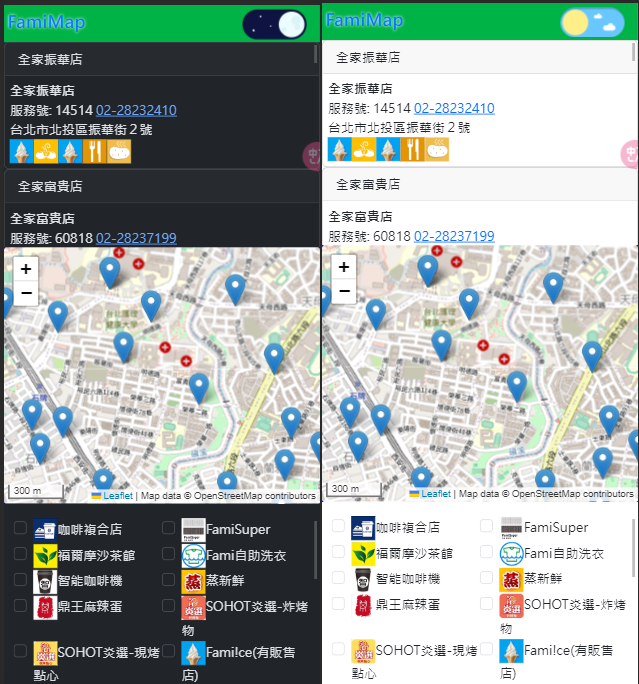 FamiMap
全家振華店
全家振華店
服務號: 14514 02-28232410
台北市北投區振華街２號
全家富貴店
全家富貴店
服務號: 60818 02-28237199
+
−
300 m
Leaflet | Map data © OpenStreetMap contributors
咖啡複合店
FamiSuper
福爾摩沙茶館
Fami自助洗衣
智能咖啡機
蒸新鮮
鼎王麻辣蛋
SOHOT炎選-炸烤
物
SOHOT炎選-現烤
點心
Fami!ce(有販售
店)
FamiMap
全家振華店
全家振華店
服務號: 14514 02-28232410
台北市北投區振華街２號
全家富貴店
全家富貴店
服務號: 60818 02-28237199
+
−
300 m
Leaflet | Map data © OpenStreetMap contributors
咖啡複合店
FamiSuper
福爾摩沙茶館
Fami自助洗衣
智能咖啡機
蒸新鮮
鼎王麻辣蛋
SOHOT炎選-炸烤
物
SOHOT炎選-現烤
點心
Fami!ce(有販售
店)